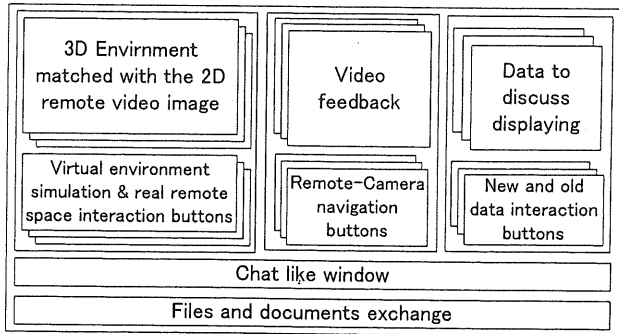 3D Envirnment
matched with the 2D
remote video image
Virtual environment
simulation & real remote
space interaction buttons
Video
feedback
Remote-Camera
navigation
buttons
Data to
discuss
displaying
New and old
data interaction
buttons
Chat like window
Files and documents exchange